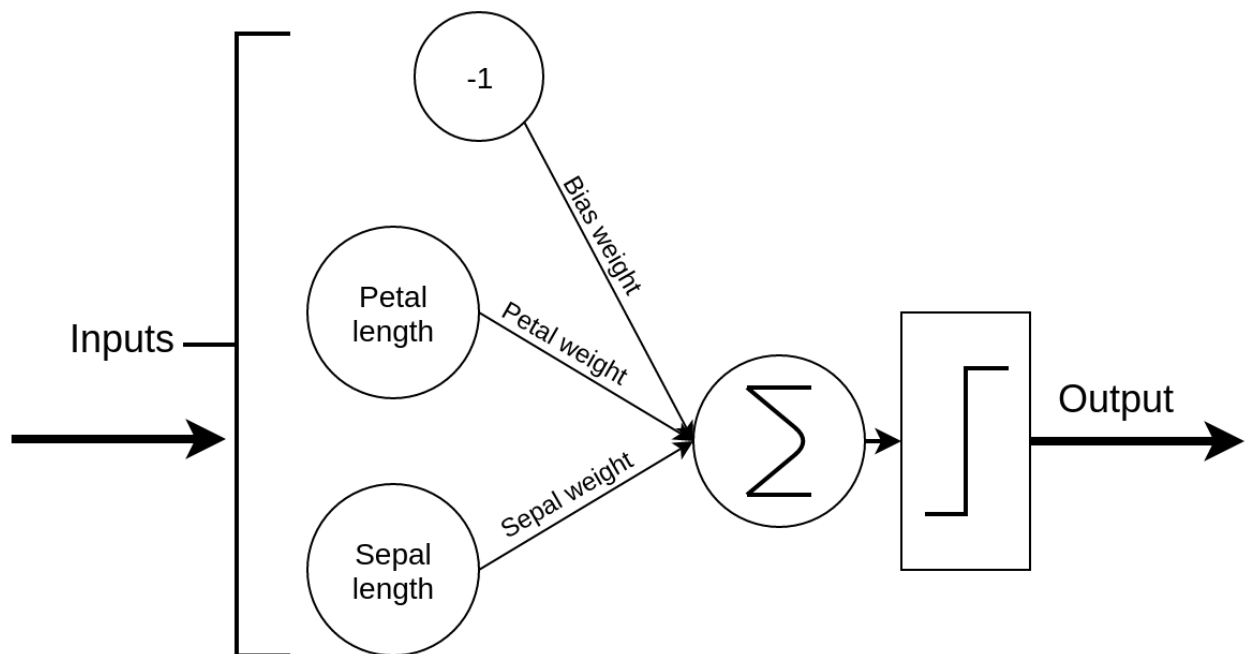 -1
Bias weight
Petal
length
Petal weight
Inputs
Output
Sepal weight
Sepal
length